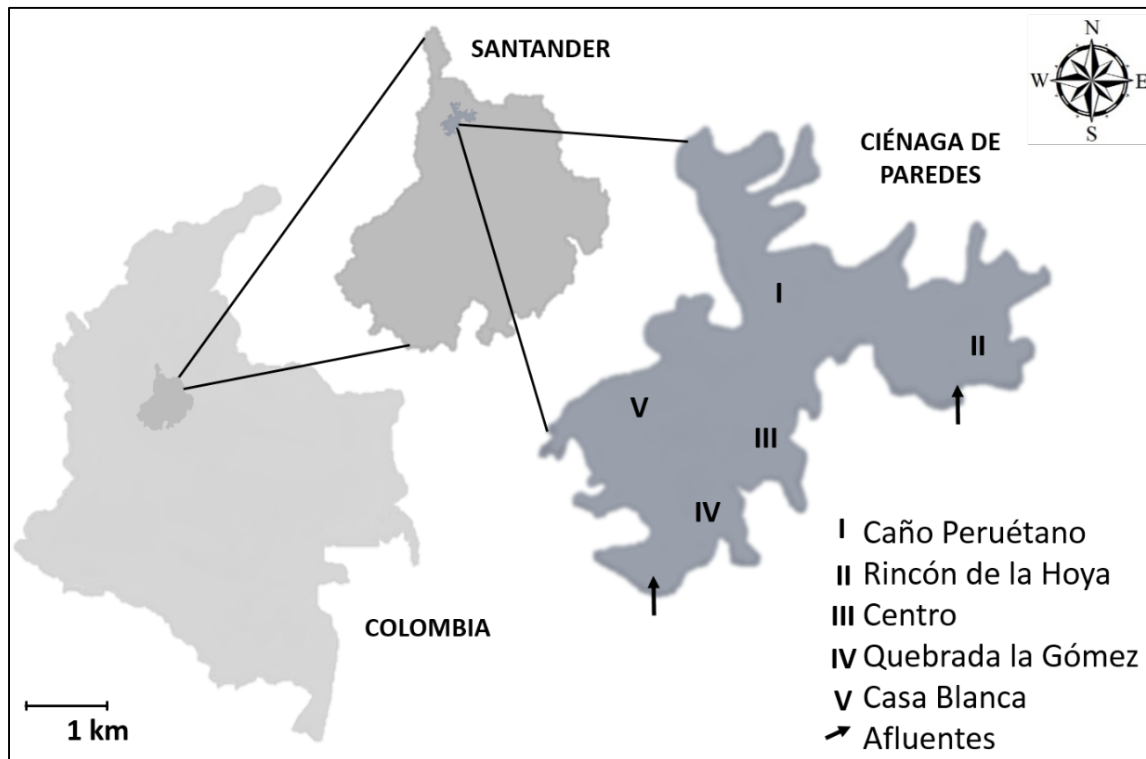 SANTANDER
N
W E
S
CIÉNAGA DE
PAREDES
I
II
V
III
IV
COLOMBIA
1 km
I Caño Peruétano
II Rincón de la Hoya
III Centro
IV Quebrada la Gómez
V Casa Blanca
Afluentes